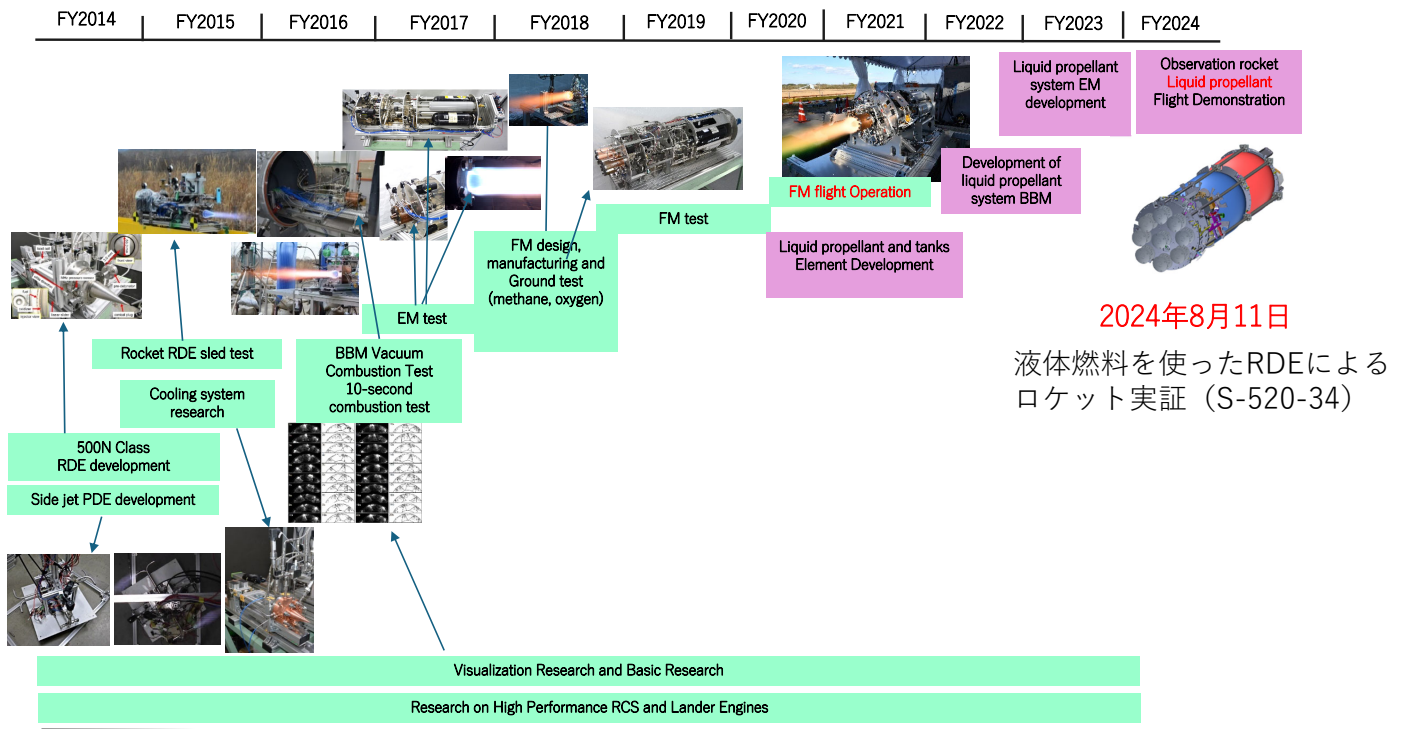 FY2014
FY2015
FY2016
FY2017
FY2018
FY2019
FY2020
FY2021
FY2022
FY2023
FY2024
Liquid propellant
system EM
development
Observation rocket
Liquid propellant
Flight Demonstration
Development of
liquid propellant
system BBM
FM flight Operation
FM test
Liquid propellant and tanks
Element Development
FM design,
manufacturing and
Ground test
(methane, oxygen)
EM test
BBM Vacuum
Combustion Test
10-second
combustion test
Rocket RDE sled test
Cooling system
research
500N Class
RDE development
Side jet PDE development
2024年8月11日
液体燃料を使ったRDEによる
ロケット実証（S-520-34）
Visualization Research and Basic Research
Research on High Performance RCS and Lander Engines